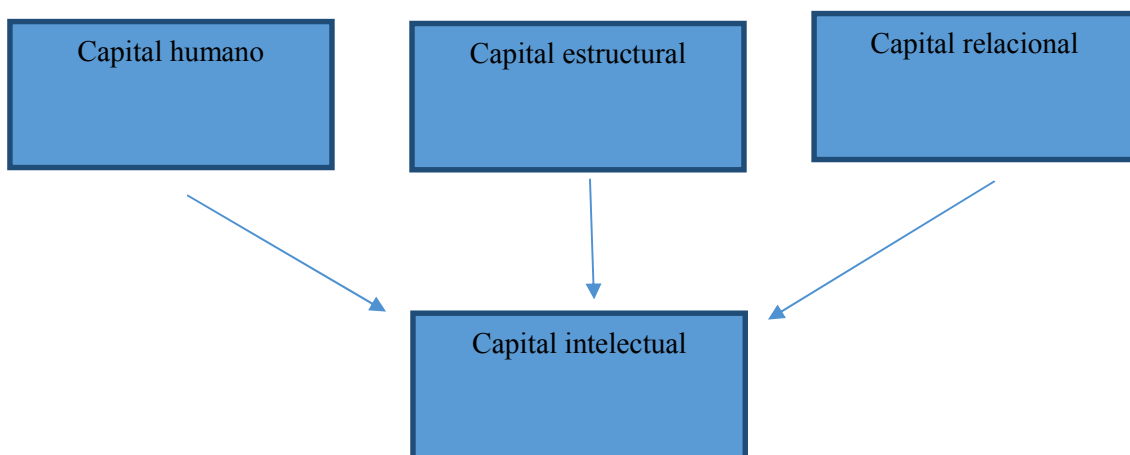 Capital humano
Capital estructural
Capital relacional
Capital intelectual